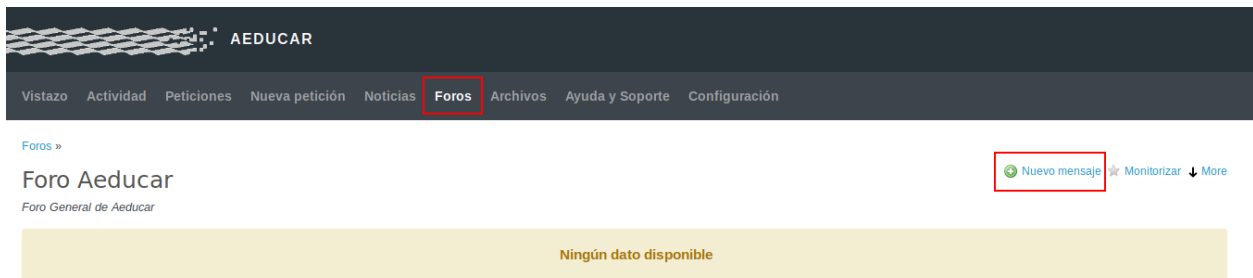 AEDUCAR
Vistazo Actividad Peticiones Nueva petición Noticias Foros Archivos Ayuda y Soporte Configuración
Foros »
Foro Aeducar
Nuevo mensaje Monitorizar More
Foro General de Aeducar
Ningún dato disponible